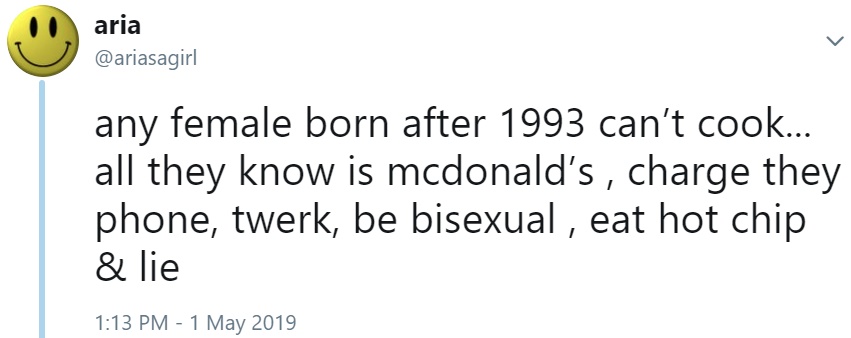 aria
@ariasagirl
any female born after 1993 can’t cook...
all they know is mcdonald’s , charge they
phone, twerk, be bisexual , eat hot chip
& lie
1:13 PM - 1 May 2019